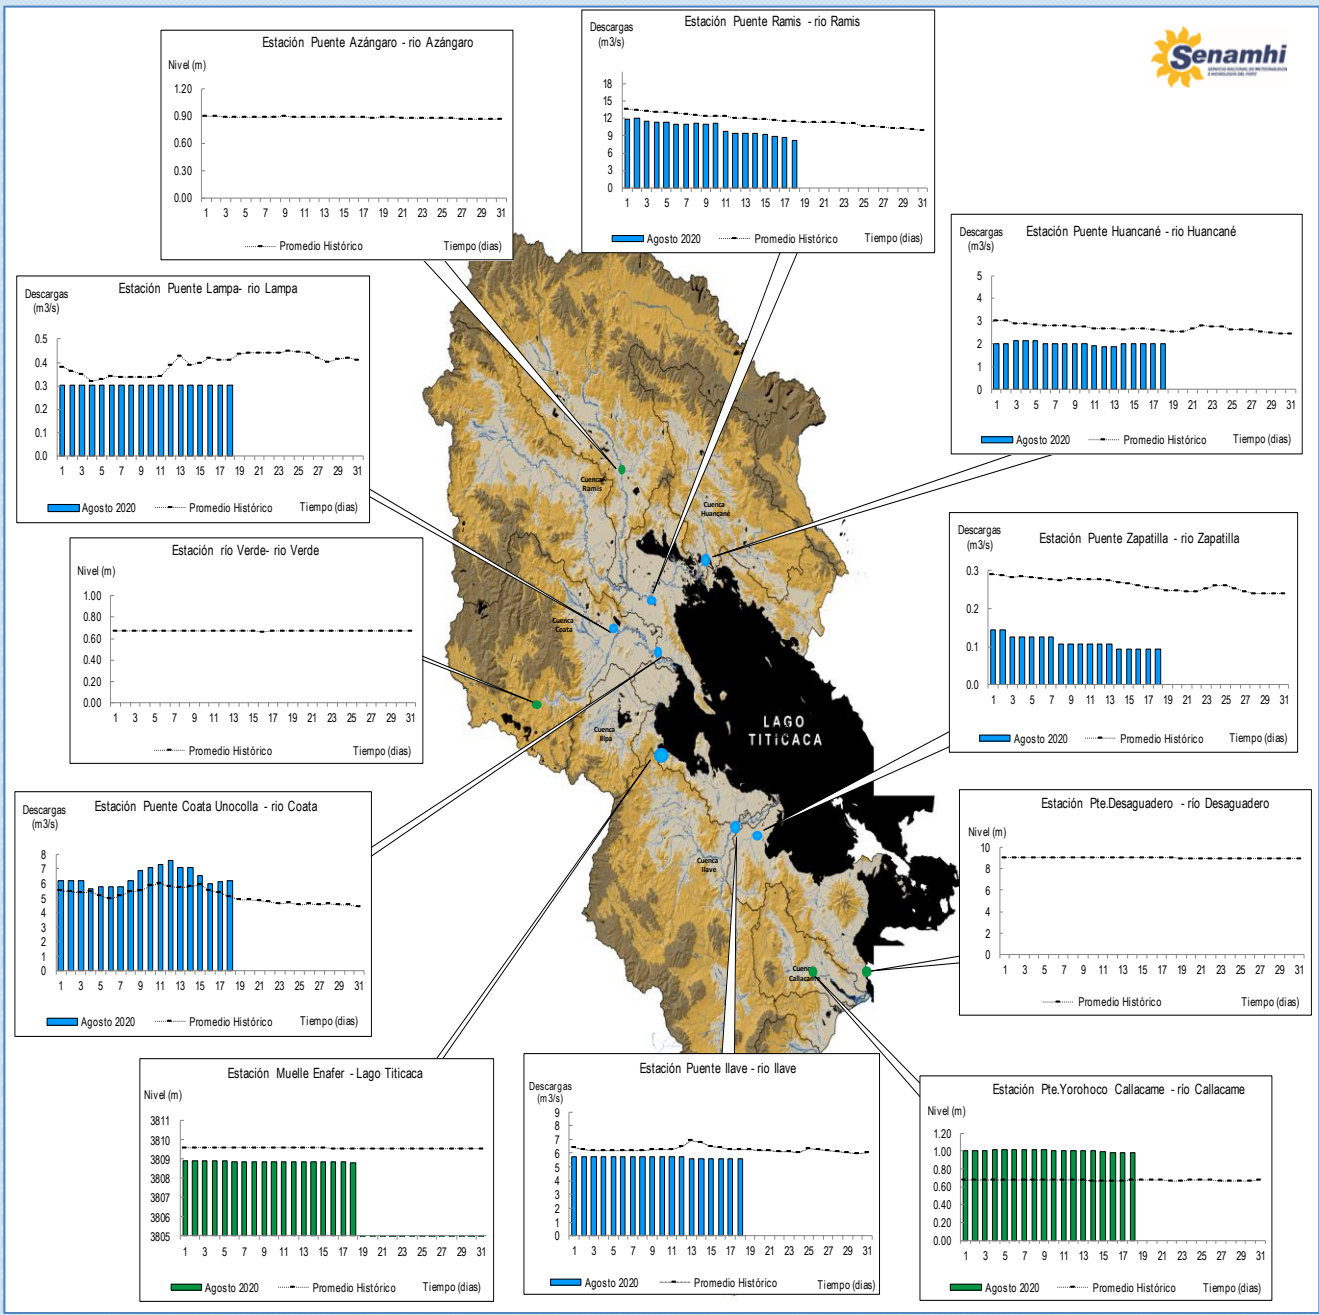 Senamhi
SERVICIO NACIONAL DE METEOROLOGÍA
E HIDROLOGÍA DEL PERÚ
Estación Puente Azángaro - rio Azángaro
Nivel (m)
1.20
0.90
0.60
0.30
0.00
1 3 5 7 9 11 13 15 17 19 21 23 25 27 29 31
Promedio Histórico Tiempo (dias)
Estación Puente Ramis - rio Ramis
Descargas
(m3/s)
18
15
12
9
6
3
0
1 3 5 7 9 11 13 15 17 19 21 23 25 27 29 31
Agosto 2020 Promedio Histórico Tiempo (dias)
Estación Puente Huancané - rio Huancané
Descargas
(m3/s)
5
4
3
2
1
0
1 3 5 7 9 11 13 15 17 19 21 23 25 27 29 31
Agosto 2020 Promedio Histórico Tiempo (dias)
Estación Puente Lampa- rio Lampa
Descargas
(m3/s)
0.5
0.4
0.3
0.2
0.1
0.0
1 3 5 7 9 11 13 15 17 19 21 23 25 27 29 31
Agosto 2020 Promedio Histórico Tiempo (dias)
Estación río Verde- rio Verde
Nivel (m)
1.00
0.80
0.60
0.40
0.20
0.00
1 3 5 7 9 11 13 15 17 19 21 23 25 27 29 31
Promedio Histórico Tiempo (dias)
Estación Puente Zapatilla - rio Zapatilla
Descargas
(m3/s)
0.3
0.2
0.1
0.0
1 3 5 7 9 11 13 15 17 19 21 23 25 27 29 31
Agosto 2020 Promedio Histórico Tiempo (dias)
Cuenca
Ramis
Cuenca
Huancané
Cuenca
Coata
Cuenca
Illpa
LAGO
TITICACA
Cuenca
Ilave
Cuenca
Callacame
Estación Puente Coata Unocolla - rio Coata
Descargas
(m3/s)
8
7
6
5
4
3
2
1
0
1 3 5 7 9 11 13 15 17 19 21 23 25 27 29 31
Agosto 2020 Promedio Histórico Tiempo (dias)
Estación Pte.Desaguadero - río Desaguadero
Nivel (m)
10
8
6
4
2
0
1 3 5 7 9 11 13 15 17 19 21 23 25 27 29 31
Promedio Histórico Tiempo (dias)
Estación Muelle Enafer - Lago Titicaca
Nivel (m)
3811
3810
3809
3808
3807
3806
3805
1 3 5 7 9 11 13 15 17 19 21 23 25 27 29 31
Agosto 2020 Promedio Histórico Tiempo (dias)
Estación Puente Ilave - rio Ilave
Descargas
(m3/s)
9
8
7
6
5
4
3
2
1
0
1 3 5 7 9 11 13 15 17 19 21 23 25 27 29 31
Agosto 2020 Promedio Histórico Tiempo (dias)
Estación Pte.Yorohoco Callacame - río Callacame
Nivel (m)
1.20
1.00
0.80
0.60
0.40
0.20
0.00
1 3 5 7 9 11 13 15 17 19 21 23 25 27 29 31
Agosto 2020 Promedio Histórico Tiempo (dias)